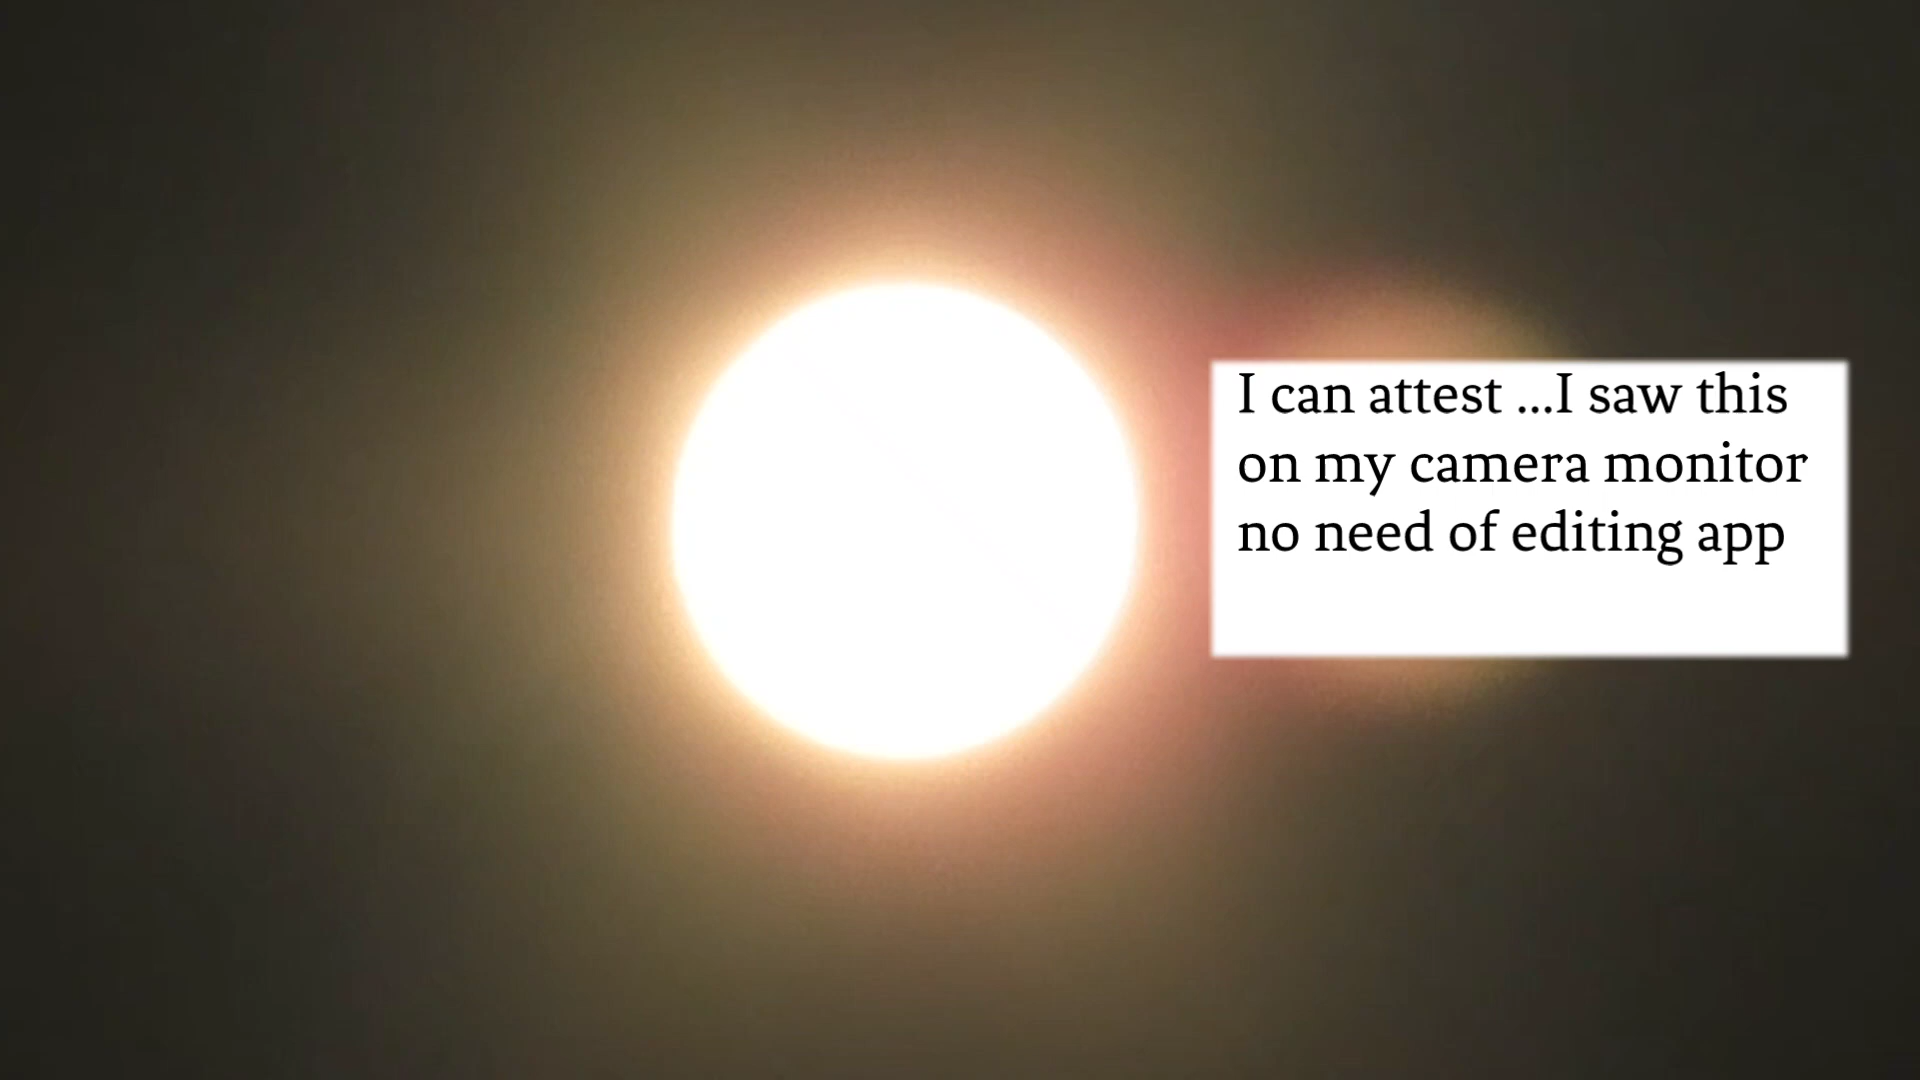 I can attest ...I saw this
on my camera monitor
no need of editing app